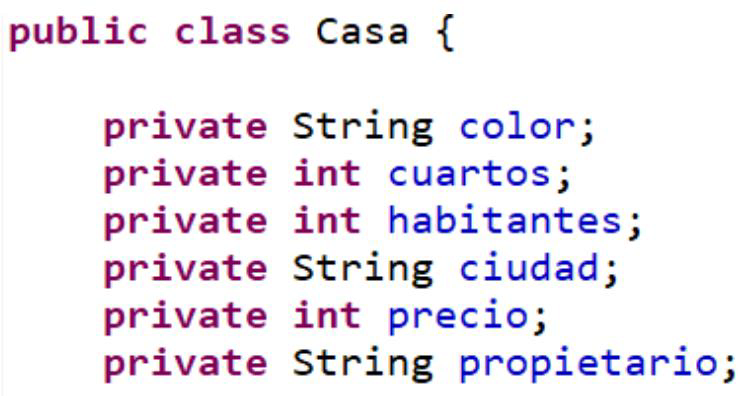 public class Casa {
private String color;
private int cuartos;
private int habitantes;
private String ciudad;
private int precio;
private String propietario;